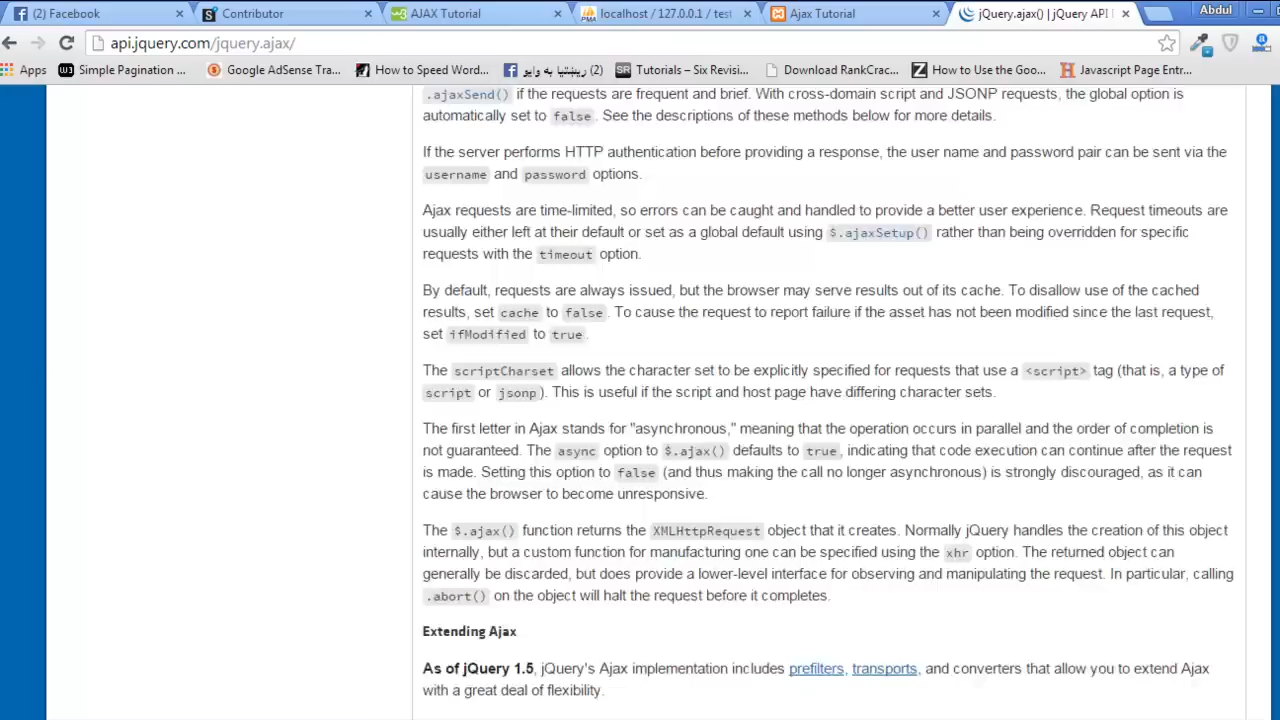 (2) Facebook
Contributor
AJAX Tutorial
localhost / 127.0.0.1 / test
Ajax Tutorial
jQuery.ajax() | jQuery API
Abdul
api.jquery.com/jquery.ajax/
Apps
Simple Pagination ...
Google AdSense Tra...
How to Speed Word...
(2) ريښتيا به وايو
Tutorials – Six Revisi...
Download RankCrac...
How to Use the Goo...
Javascript Page Entr...
.ajaxSend() if the requests are frequent and brief. With cross-domain script and JSONP requests, the global option is
automatically set to false. See the descriptions of these methods below for more details.
If the server performs HTTP authentication before providing a response, the user name and password pair can be sent via the
username and password options.
Ajax requests are time-limited, so errors can be caught and handled to provide a better user experience. Request timeouts are
usually either left at their default or set as a global default using $.ajaxSetup() rather than being overridden for specific
requests with the timeout option.
By default, requests are always issued, but the browser may serve results out of its cache. To disallow use of the cached
results, set cache to false. To cause the request to report failure if the asset has not been modified since the last request,
set ifModified to true.
The scriptCharset allows the character set to be explicitly specified for requests that use a <script> tag (that is, a type of
script or jsonp). This is useful if the script and host page have differing character sets.
The first letter in Ajax stands for "asynchronous," meaning that the operation occurs in parallel and the order of completion is
not guaranteed. The async option to $.ajax() defaults to true, indicating that code execution can continue after the request
is made. Setting this option to false (and thus making the call no longer asynchronous) is strongly discouraged, as it can
cause the browser to become unresponsive.
The $.ajax() function returns the XMLHttpRequest object that it creates. Normally jQuery handles the creation of this object
internally, but a custom function for manufacturing one can be specified using the xhr option. The returned object can
generally be discarded, but does provide a lower-level interface for observing and manipulating the request. In particular, calling
.abort() on the object will halt the request before it completes.
Extending Ajax
As of jQuery 1.5, jQuery's Ajax implementation includes prefilters, transports, and converters that allow you to extend Ajax
with a great deal of flexibility.